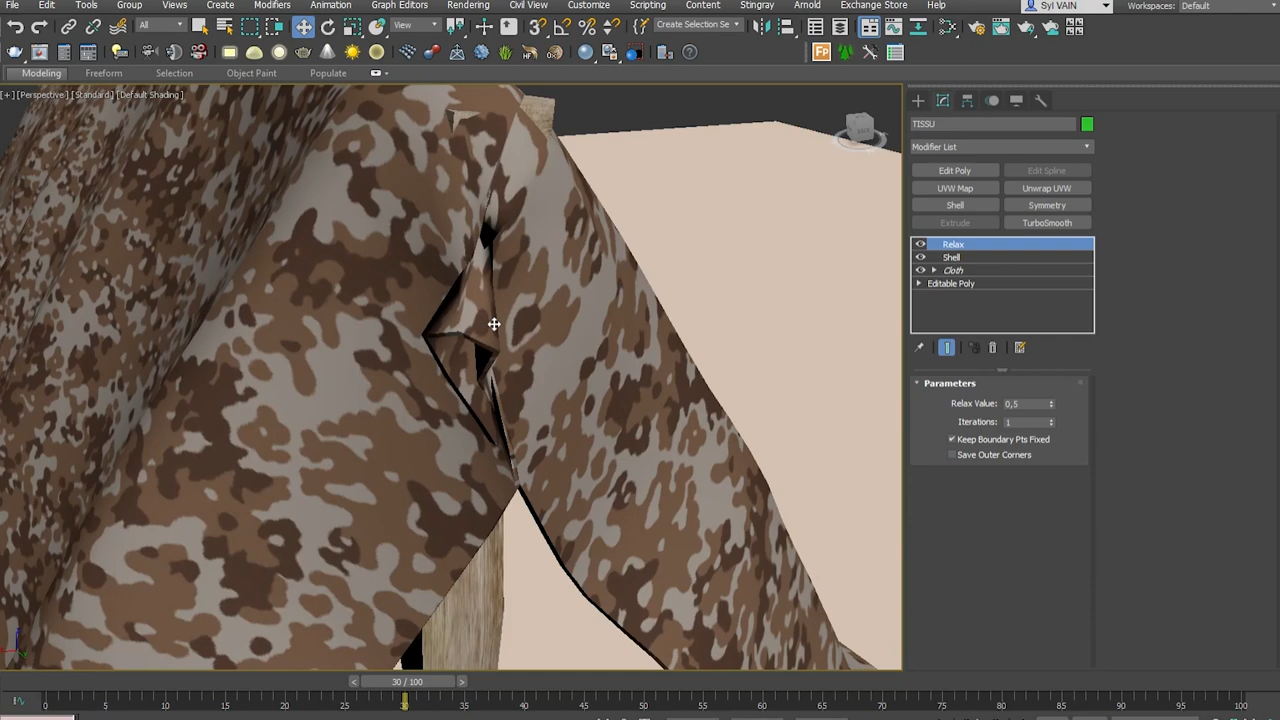 File Edit Tools Group Views Create Modifiers Animation Graph Editors Rendering Civil View Customize Scripting Content Stingray Arnold Exchange Store Help Syl VAIN Workspaces: Default
All View Create Selection Se
Fp
Modeling Freeform Selection Object Paint Populate
[+] [Perspective] [Standard] [Default Shading]
TISSU
Modifier List
Edit Poly Edit Spline
UVW Map Unwrap UVW
Shell Symmetry
Extrude TurboSmooth
Relax
Shell
Cloth
Editable Poly
Parameters
Relax Value: 0,5
Iterations: 1
Keep Boundary Pts Fixed
Save Outer Corners
< 30 / 100 >
0 5 10 15 20 25 30 35 40 45 50 55 60 65 70 75 80 85 90 95 100